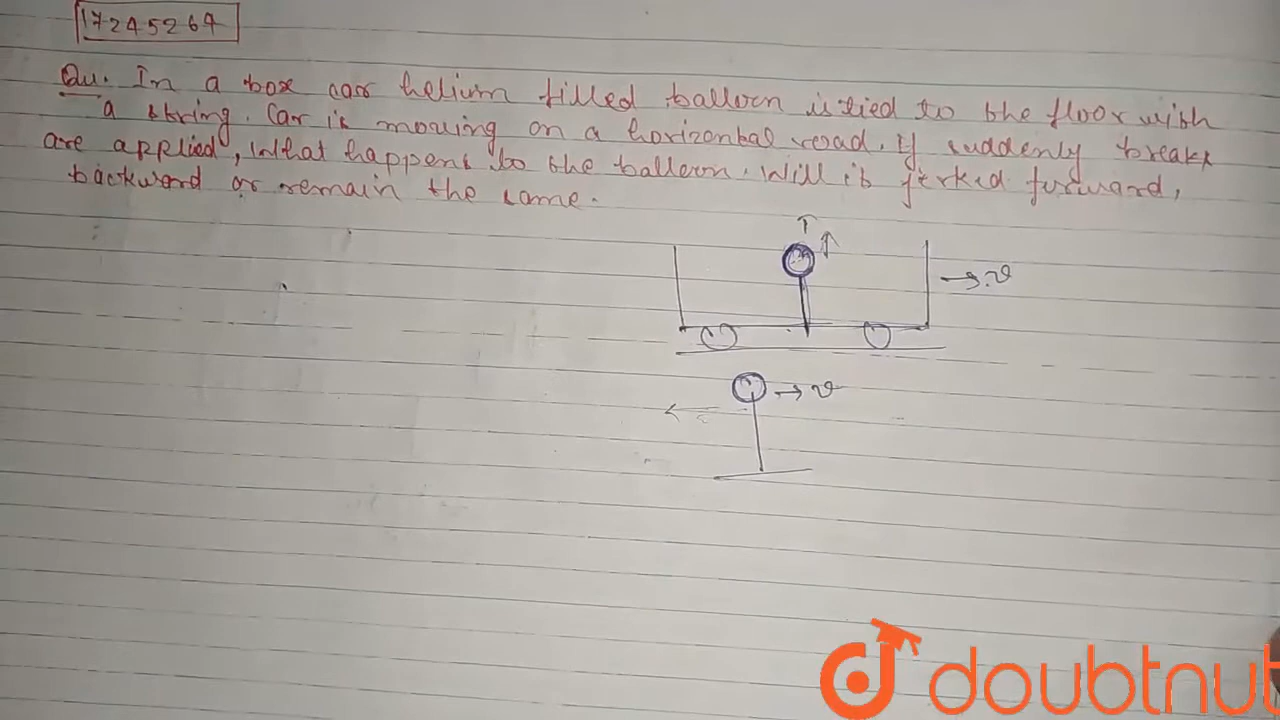 17245264
Qu. In a box car helium filled balloon is tied to the floor with
a string. Car is moving on a horizontal road. If suddenly breaks
are applied, What happens to the balloon. Will it jerked forward,
backward or remain the same.
T
→ v
→ v
doubtnut